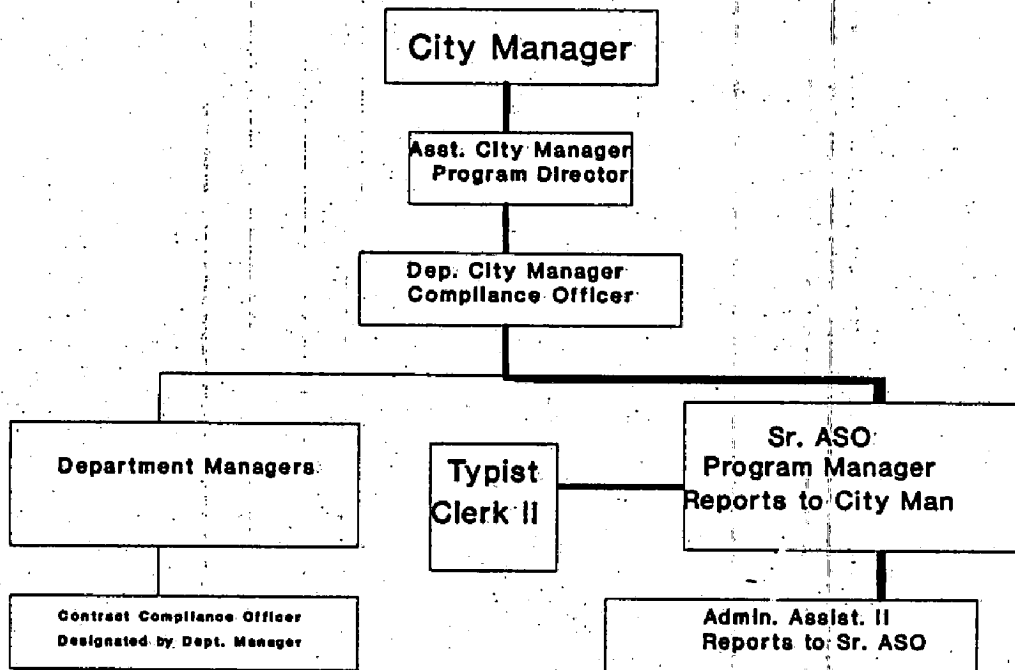 City Manager
Asst. City Manager
Program Director
Dep. City Manager
Compliance Officer
Department Managers
Typist
Clerk II
Sr. ASO
Program Manager
Reports to City Man
Contract Compliance Officer
Designated by Dept. Manager
Admin. Assist. II
Reports to Sr. ASO